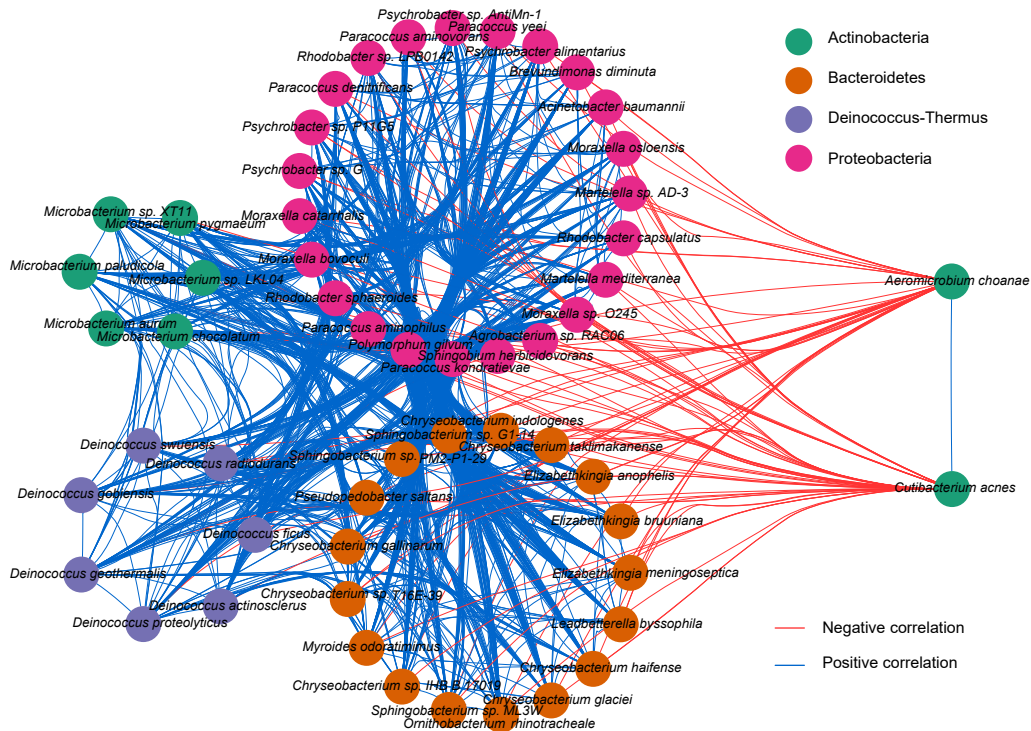 Psychrobacter sp. AntiMn-1
Paracoccus yeei
Paracoccus aminovorans
Psychrobacter alimentarius
Rhodobacter sp. LPB0142
Brevundimonas diminuta
Paracoccus denitrificans
Acinetobacter baumannii
Psychrobacter sp. P11G5
Moraxella osloensis
Psychrobacter sp. G
Martelella sp. AD-3
Moraxella catarrhalis
Rhodobacter capsulatus
Moraxella bovoculi
Martelella mediterranea
Rhodobacter sphaeroides
Moraxella sp. O245
Paracoccus aminophilus
Agrobacterium sp. RAC06
Polymorphum gilvum
Sphingobium herbicidovorans
Paracoccus kondratievae
Microbacterium sp. XT11
Microbacterium pygmaeum
Microbacterium paludicola
Microbacterium sp. LKL04
Microbacterium aurum
Microbacterium chocolatum
Deinococcus swuensis
Deinococcus radiodurans
Deinococcus gobiensis
Deinococcus ficus
Deinococcus geothermalis
Deinococcus actinosclerus
Deinococcus proteolyticus
Chryseobacterium indologenes
Sphingobacterium sp. G1-14
Chryseobacterium taklimakanense
Sphingobacterium sp. PM2-P1-29
Elizabethkingia anophelis
Pseudopedobacter saltans
Elizabethkingia bruuniana
Chryseobacterium gallinarum
Elizabethkingia meningoseptica
Chryseobacterium sp. T16E-39
Leadbetterella byssophila
Myroides odoratimimus
Chryseobacterium haifense
Chryseobacterium sp. IHB B 17019
Chryseobacterium glaciei
Sphingobacterium sp. ML3W
Ornithobacterium rhinotracheale
Aeromicrobium choanae
Cutibacterium acnes
Actinobacteria
Bacteroidetes
Deinococcus-Thermus
Proteobacteria
Negative correlation
Positive correlation